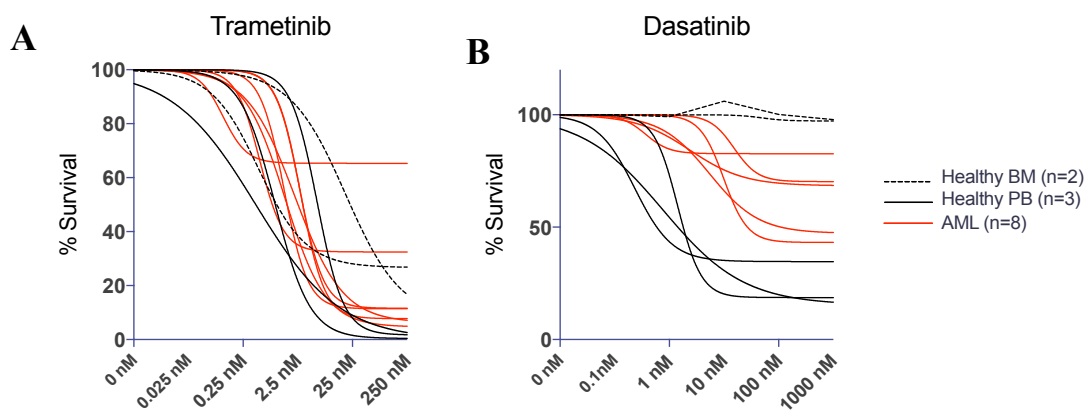 A
Trametinib
% Survival
100
80
60
40
20
0
0 nM
0.025 nM
0.25 nM
2.5 nM
25 nM
250 nM
B
Dasatinib
% Survival
100
50
0
0 nM
0.1nM
1 nM
10 nM
100 nM
1000 nM
Healthy BM (n=2)
Healthy PB (n=3)
AML (n=8)